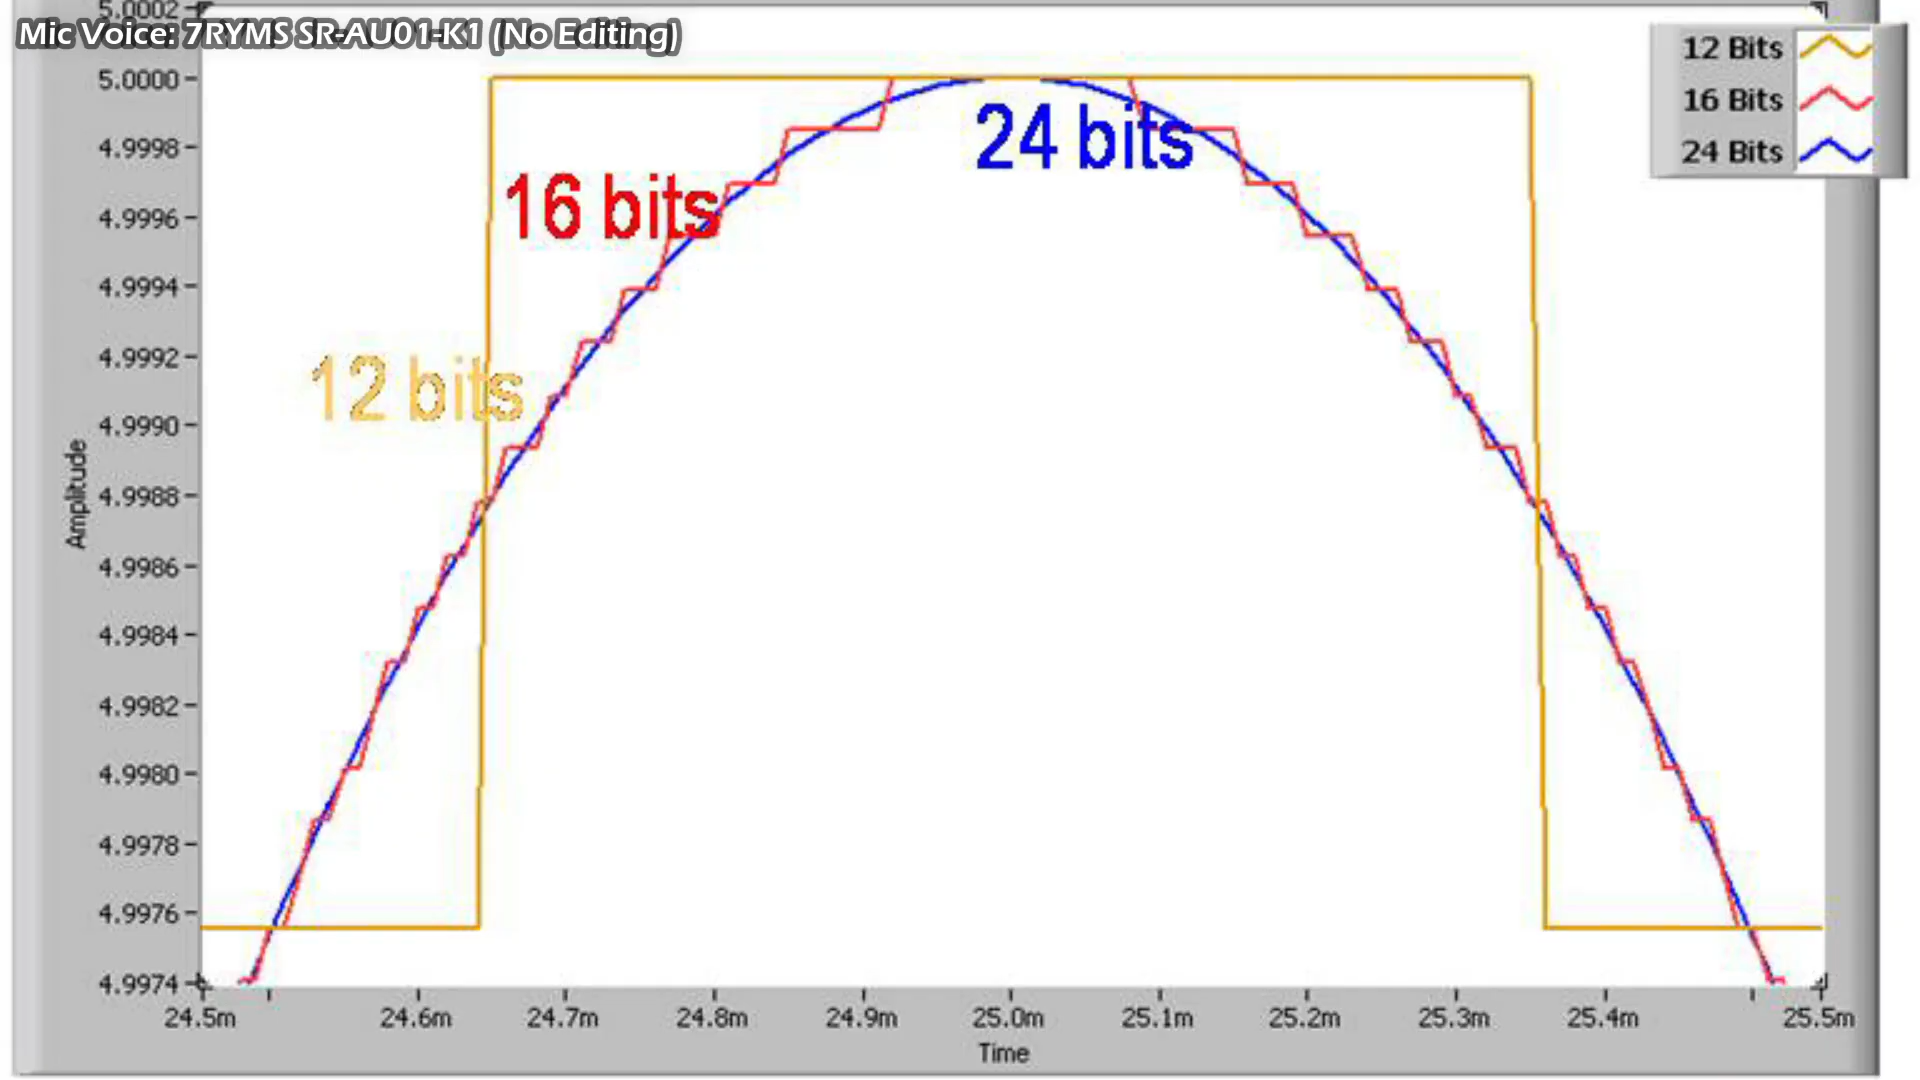 5.0002
Mic Voice: 7RYMS SR-AU01-K1 (No Editing)
12 Bits
5.0000
16 Bits
24 bits
4.9998
24 Bits
16 bits
4.9996
4.9994
4.9992
12 bits
4.9990
Amplitude
4.9988
4.9986
4.9984
4.9982
4.9980
4.9978
4.9976
4.9974
24.5m 24.6m 24.7m 24.8m 24.9m 25.0m 25.1m 25.2m 25.3m 25.4m 25.5m
Time